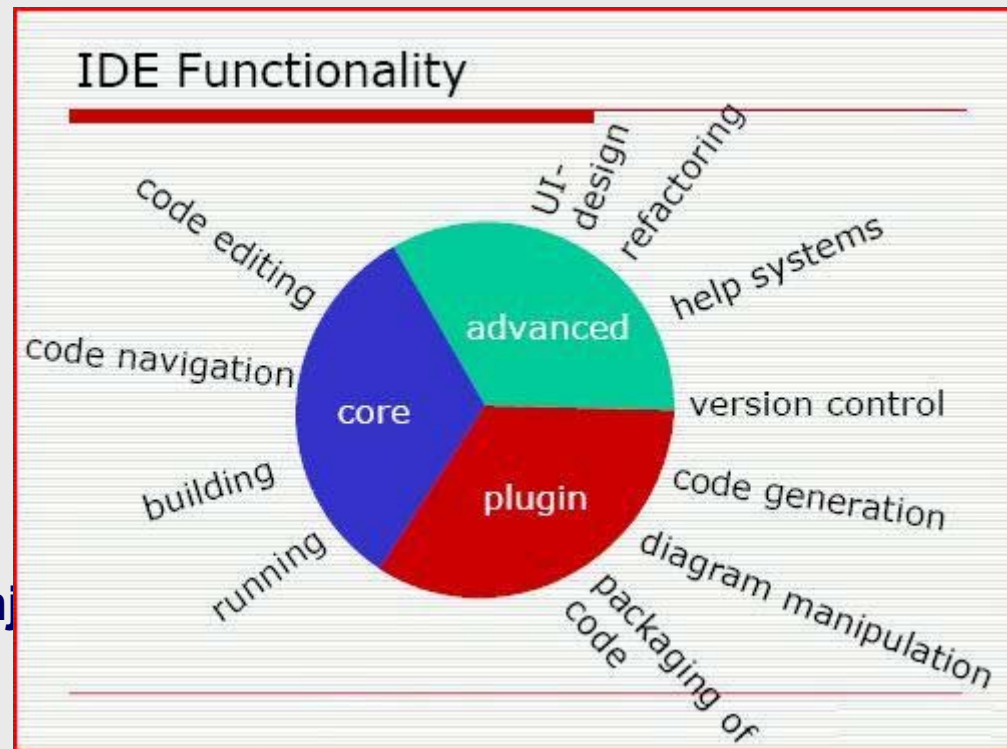 IDE Functionality
UI-
design
refactoring
code editing
help systems
advanced
code navigation
core
version control
building
plugin
code generation
running
diagram manipulation
packaging of
code